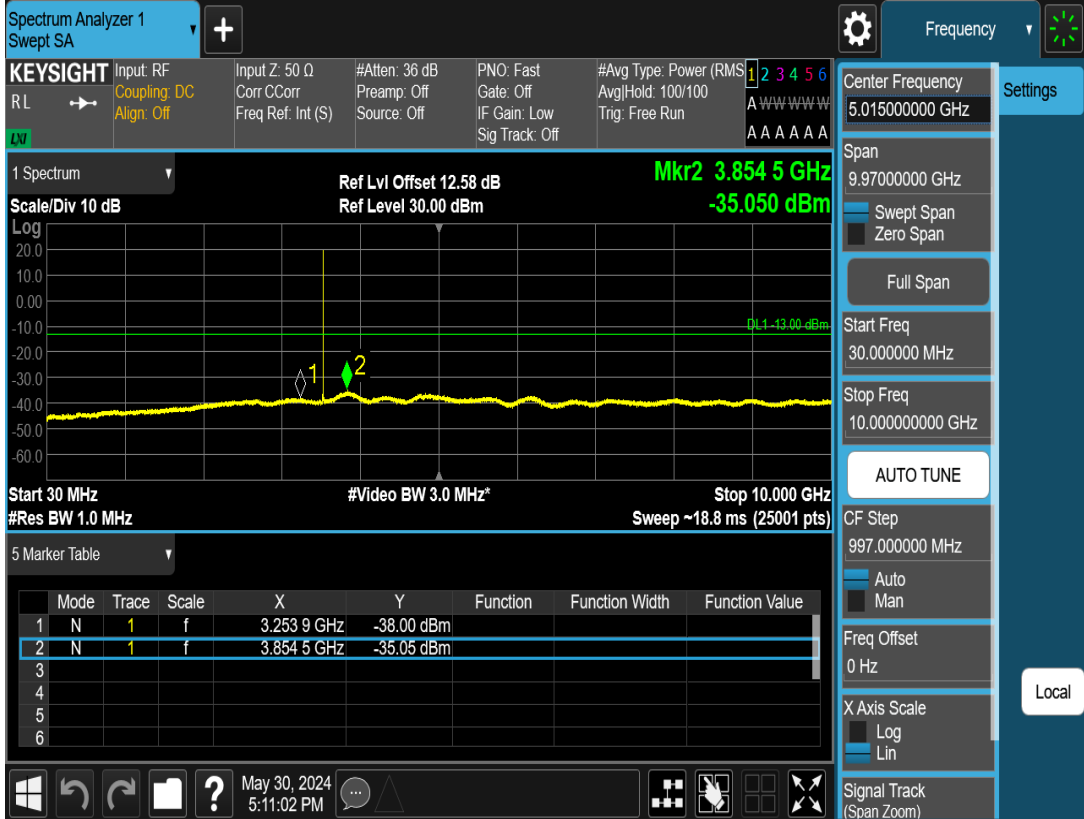 Spectrum Analyzer 1
Swept SA
+
Frequency
KEYSIGHT
RL
LXI
Input: RF
Coupling: DC
Align: Off
Input Z: 50 Ω
Corr CCorr
Freq Ref: Int (S)
#Atten: 36 dB
Preamp: Off
Source: Off
PNO: Fast
Gate: Off
IF Gain: Low
Sig Track: Off
#Avg Type: Power (RMS
Avg|Hold: 100/100
Trig: Free Run
1 2 3 4 5 6
A W W W W W
A A A A A A
Center Frequency
5.015000000 GHz
Settings
Span
9.97000000 GHz
Swept Span
Zero Span
Full Span
Start Freq
30.000000 MHz
Stop Freq
10.000000000 GHz
AUTO TUNE
CF Step
997.000000 MHz
Auto
Man
Freq Offset
0 Hz
X Axis Scale
Log
Lin
Signal Track
(Span Zoom)
Local
1 Spectrum
Scale/Div 10 dB
Ref Lvl Offset 12.58 dB
Ref Level 30.00 dBm
Mkr2 3.854 5 GHz
-35.050 dBm
Log
20.0
10.0
0.00
-10.0
-20.0
-30.0
-40.0
-50.0
-60.0
DL1 -13.00 dBm
1
2
Start 30 MHz
#Video BW 3.0 MHz*
Stop 10.000 GHz
#Res BW 1.0 MHz
Sweep ~18.8 ms (25001 pts)
5 Marker Table
Mode Trace Scale X Y Function Function Width Function Value
1 N 1 f 3.253 9 GHz -38.00 dBm
2 N 1 f 3.854 5 GHz -35.05 dBm
3
4
5
6
?
May 30, 2024
5:11:02 PM